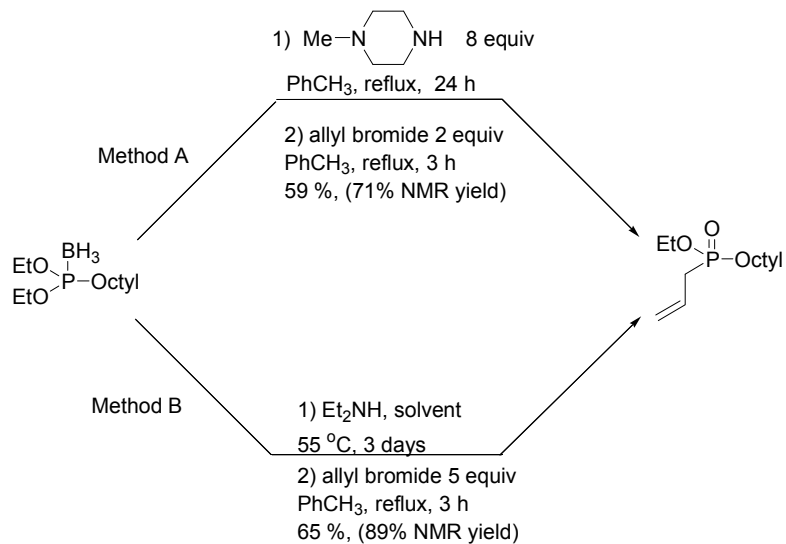 1) Me-N NH 8 equiv
PhCH3, reflux, 24 h
2) allyl bromide 2 equiv
PhCH3, reflux, 3 h
59 %, (71% NMR yield)
Method A
BH3
EtO
P-Octyl
EtO
O
EtO
P-Octyl
Method B
1) Et2NH, solvent
55 °C, 3 days
2) allyl bromide 5 equiv
PhCH3, reflux, 3 h
65 %, (89% NMR yield)